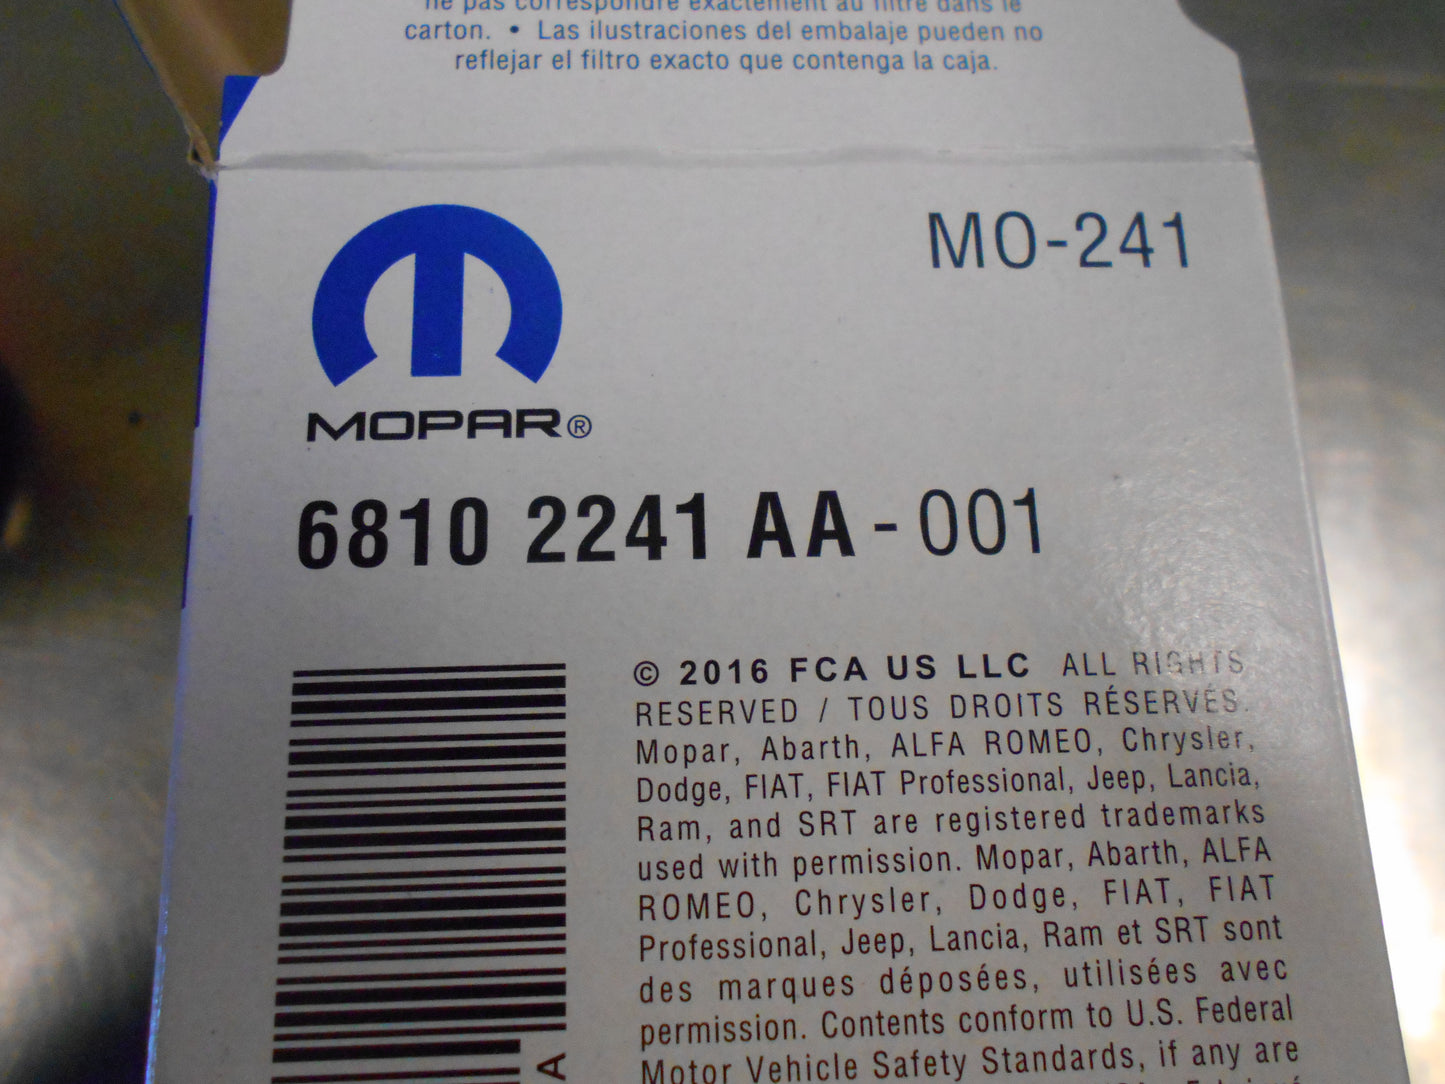 ne pas correspondre exactement au filtre dans le
carton. • Las ilustraciones del embalaje pueden no
reflejar el filtro exacto que contenga la caja.
MO-241
MOPAR®
6810 2241 AA-001
© 2016 FCA US LLC ALL RIGHTS
RESERVED / TOUS DROITS RÉSERVÉS.
Mopar, Abarth, ALFA ROMEO, Chrysler,
Dodge, FIAT, FIAT Professional, Jeep, Lancia,
Ram, and SRT are registered trademarks
used with permission. Mopar, Abarth, ALFA
ROMEO, Chrysler, Dodge, FIAT, FIAT
Professional, Jeep, Lancia, Ram et SRT sont
des marques déposées, utilisées avec
permission. Contents conform to U.S. Federal
Motor Vehicle Safety Standards, if any are
A